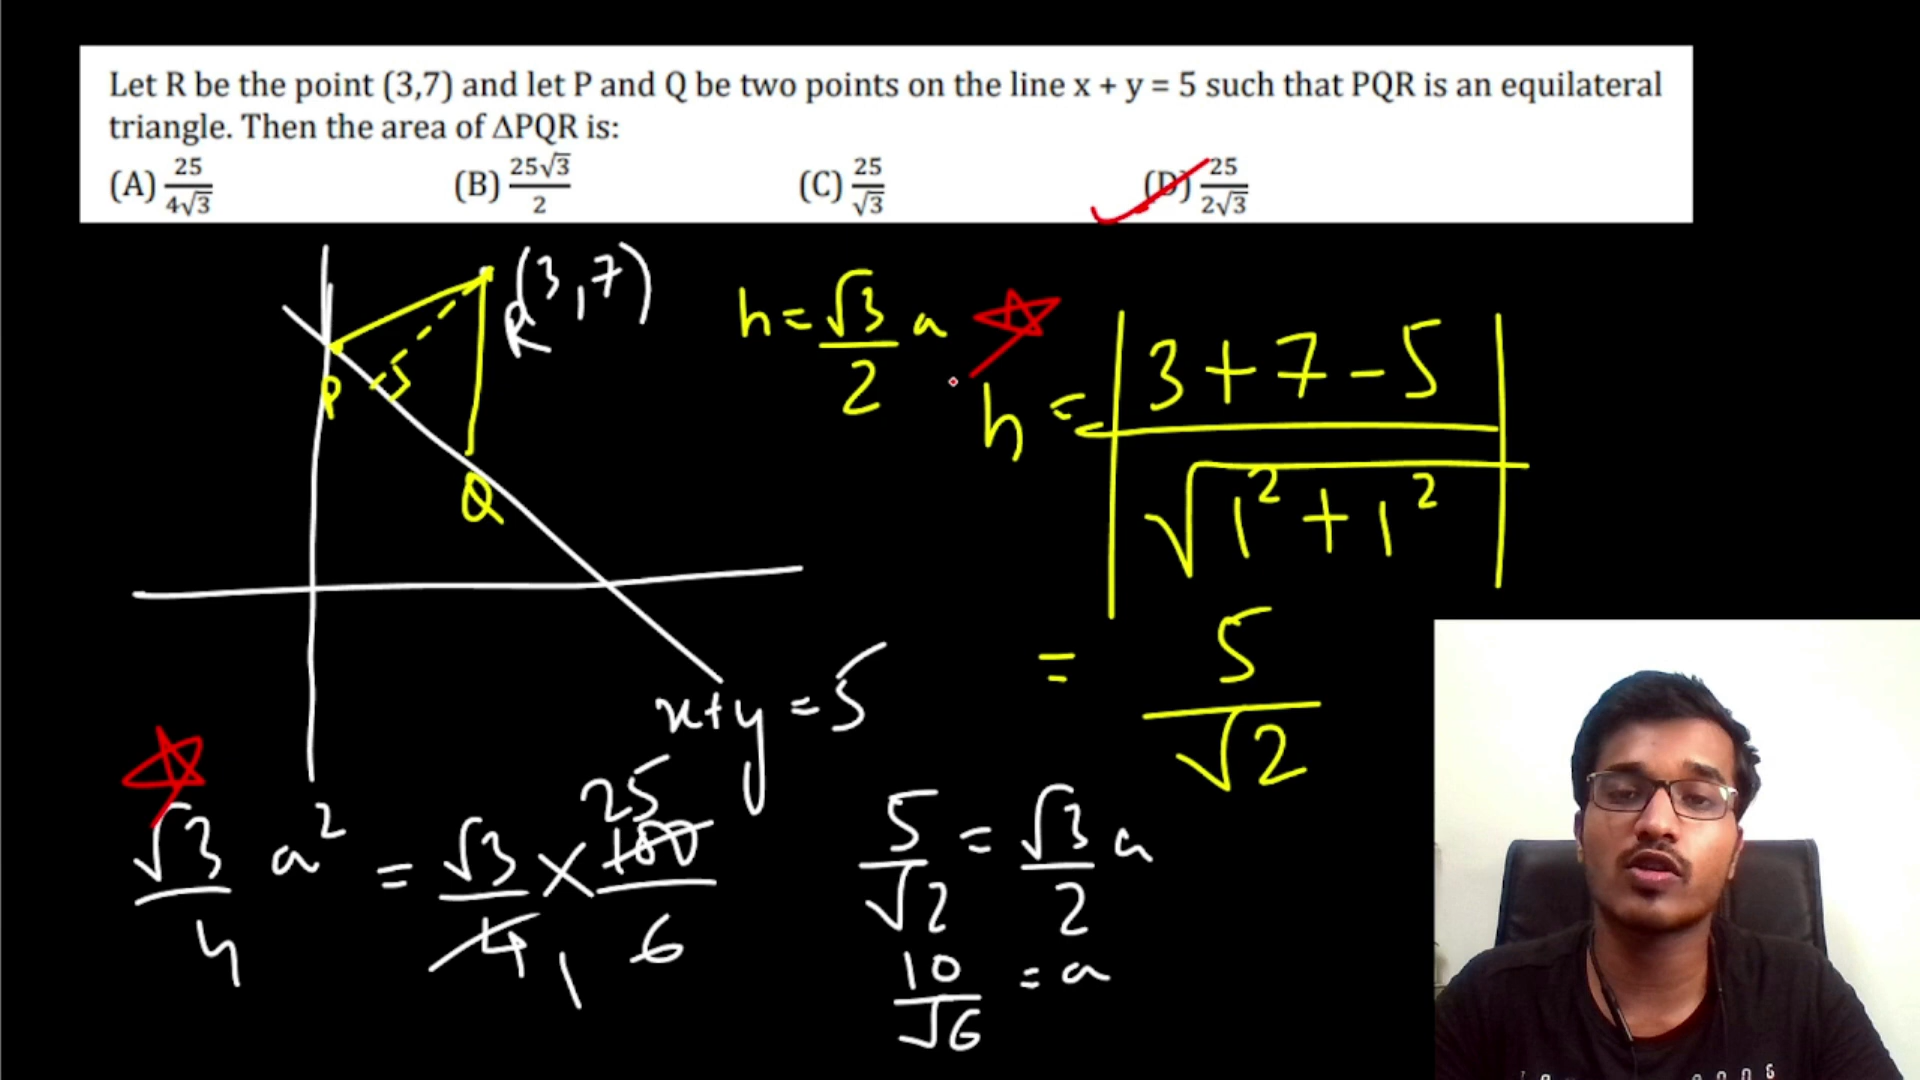 Let R be the point (3,7) and let P and Q be two points on the line x + y = 5 such that PQR is an equilateral
triangle. Then the area of ΔPQR is:
(A) 25/4√3 (B) 25√3/2 (C) 25/√3 (D) 25/2√3
(3,7)
R
P
Q
x+y=5
h=√3/2 a
h=|3+7-5/√1²+1²|
= 5/√2
√3/4 a² = √3/4 × 100/6
25
1
5/√2 = √3/2 a
10/√6 = a